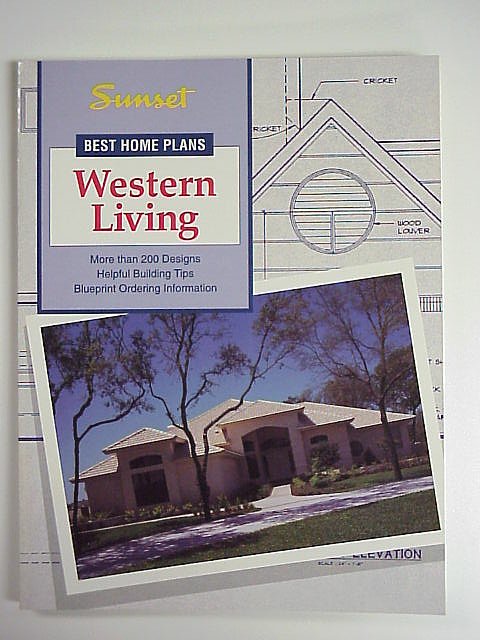 Sunset
BEST HOME PLANS
Western
Living
More than 200 Designs
Helpful Building Tips
Blueprint Ordering Information
CRICKET
RICKET
WOOD
LOUVER
ELEVATION